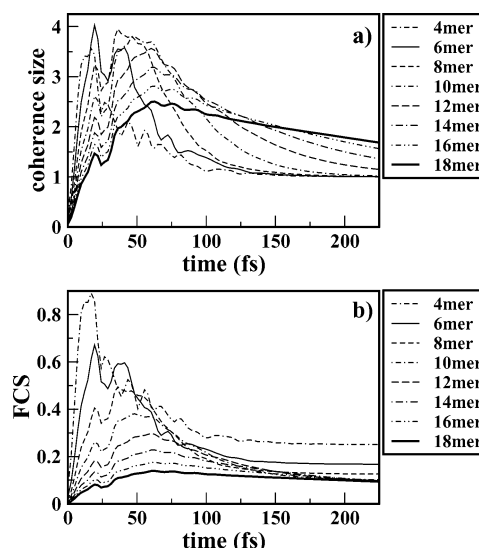 a)
coherence size
4
3
2
1
0
0
50
100
150
200
time (fs)
4mer
6mer
8mer
10mer
12mer
14mer
16mer
18mer
b)
FCS
0.8
0.6
0.4
0.2
0
0
50
100
150
200
time (fs)
4mer
6mer
8mer
10mer
12mer
14mer
16mer
18mer